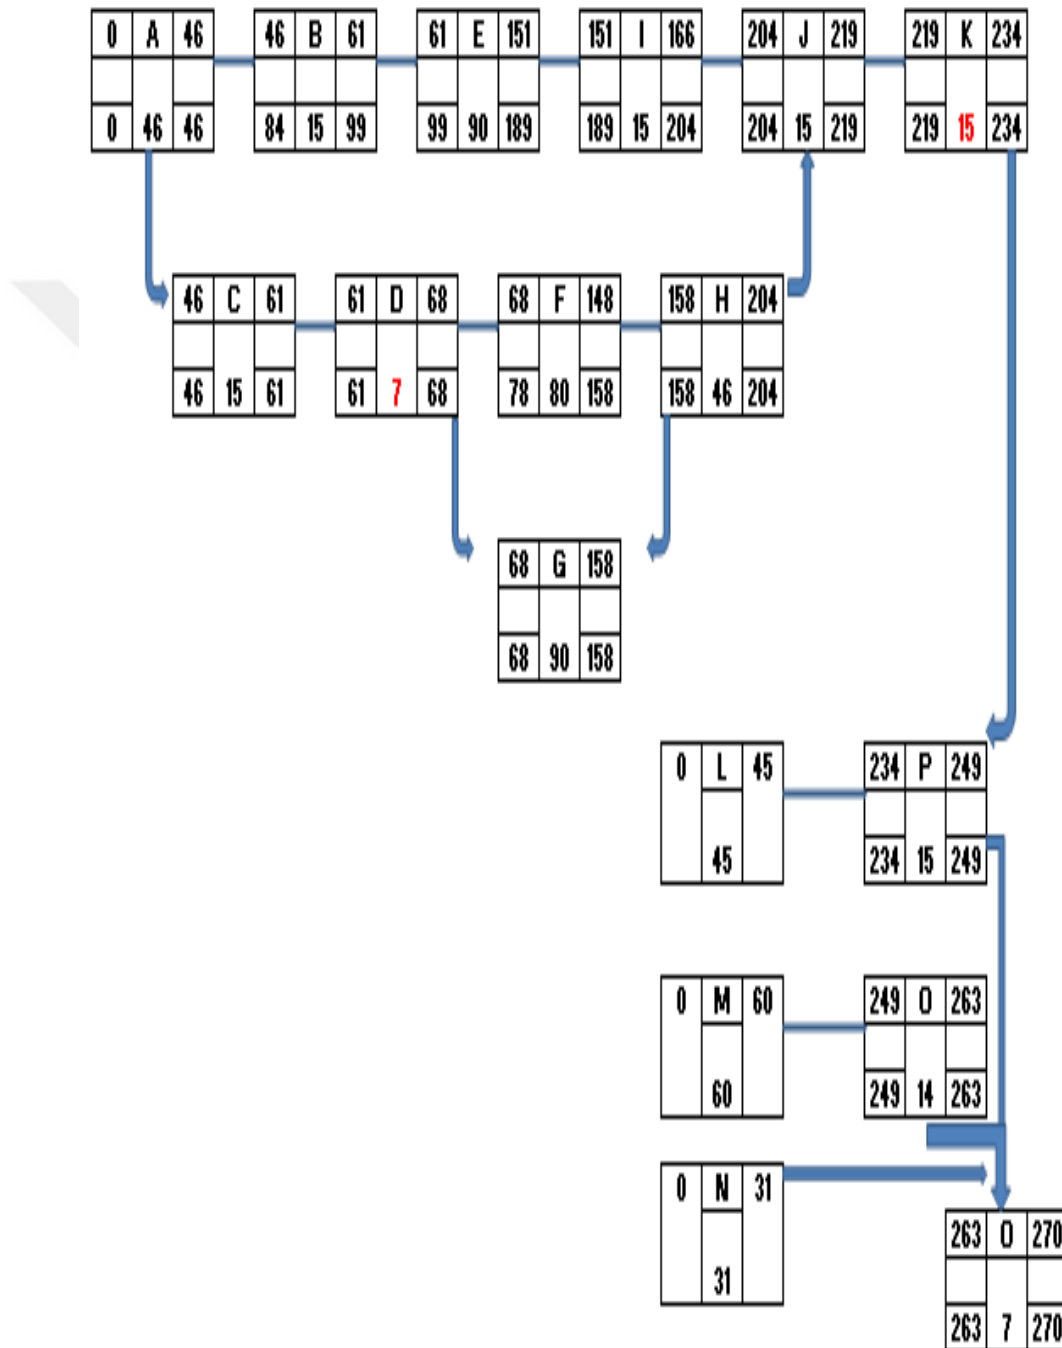 0 A 46 46 B 61 61 E 151 151 I 166 204 J 219 219 K 234
0 46 46 84 15 99 99 90 189 189 15 204 204 15 219 219 15 234
46 C 61 61 D 68 68 F 148 158 H 204
46 15 61 61 7 68 78 80 158 158 46 204
68 G 158
68 90 158
0 L 45 234 P 249
45 234 15 249
0 M 60 249 O 263
60 249 14 263
0 N 31
263 O 270
31
263 7 270